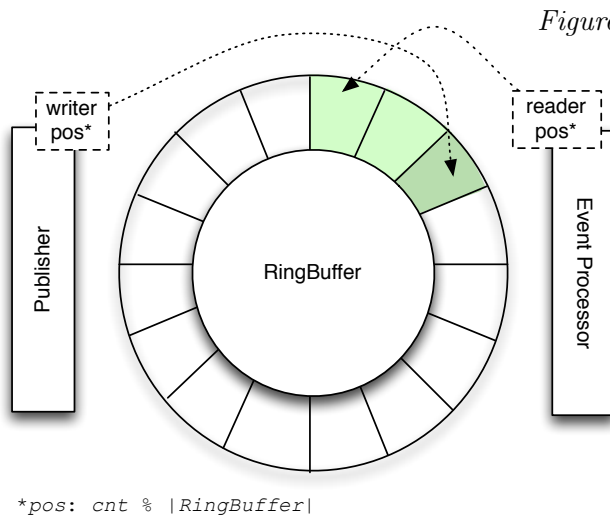 Figure
writer
pos*
reader
pos*
Publisher
RingBuffer
Event Processor
*pos: cnt % |RingBuffer|